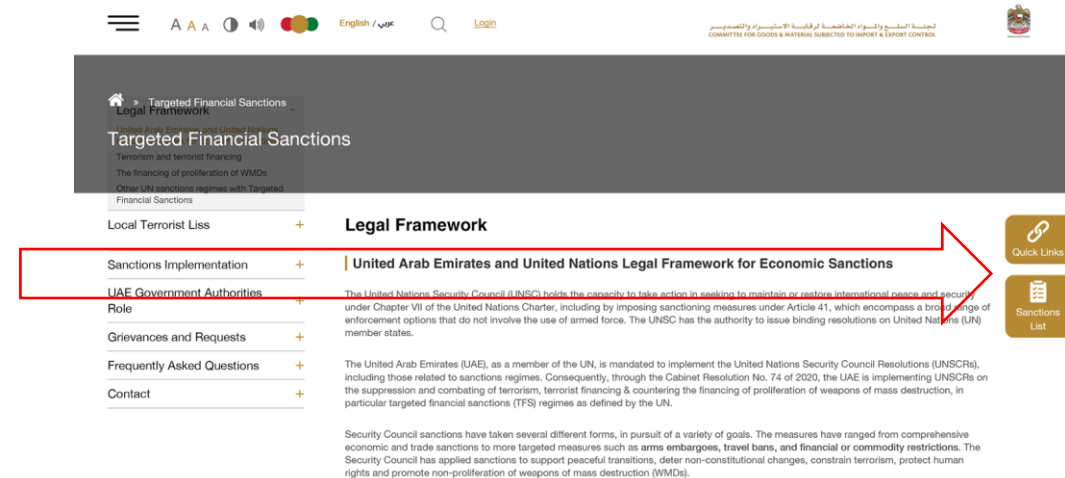 A A A English / عربي Login
لجنة السلع والمواد الخاضعة لرقابة الاستيراد والتصدير
COMMITTEE FOR GOODS & MATERIAL SUBJECTED TO IMPORT & EXPORT CONTROL
» Targeted Financial Sanctions
Legal Framework −
United Arab Emirates and United Nations
Targeted Financial Sanctions
Terrorism and terrorist financing
The financing of proliferation of WMDs
Other UN sanctions regimes with Targeted
Financial Sanctions
Local Terrorist Liss +
Sanctions Implementation +
UAE Government Authorities
Role +
Grievances and Requests +
Frequently Asked Questions +
Contact +
Legal Framework
United Arab Emirates and United Nations Legal Framework for Economic Sanctions
The United Nations Security Council (UNSC) holds the capacity to take action in seeking to maintain or restore international peace and security
under Chapter VII of the United Nations Charter, including by imposing sanctioning measures under Article 41, which encompass a broad range of
enforcement options that do not involve the use of armed force. The UNSC has the authority to issue binding resolutions on United Nations (UN)
member states.
The United Arab Emirates (UAE), as a member of the UN, is mandated to implement the United Nations Security Council Resolutions (UNSCRs),
including those related to sanctions regimes. Consequently, through the Cabinet Resolution No. 74 of 2020, the UAE is implementing UNSCRs on
the suppression and combating of terrorism, terrorist financing & countering the financing of proliferation of weapons of mass destruction, in
particular targeted financial sanctions (TFS) regimes as defined by the UN.
Security Council sanctions have taken several different forms, in pursuit of a variety of goals. The measures have ranged from comprehensive
economic and trade sanctions to more targeted measures such as arms embargoes, travel bans, and financial or commodity restrictions. The
Security Council has applied sanctions to support peaceful transitions, deter non-constitutional changes, constrain terrorism, protect human
rights and promote non-proliferation of weapons of mass destruction (WMDs).
Quick Links
Sanctions
List